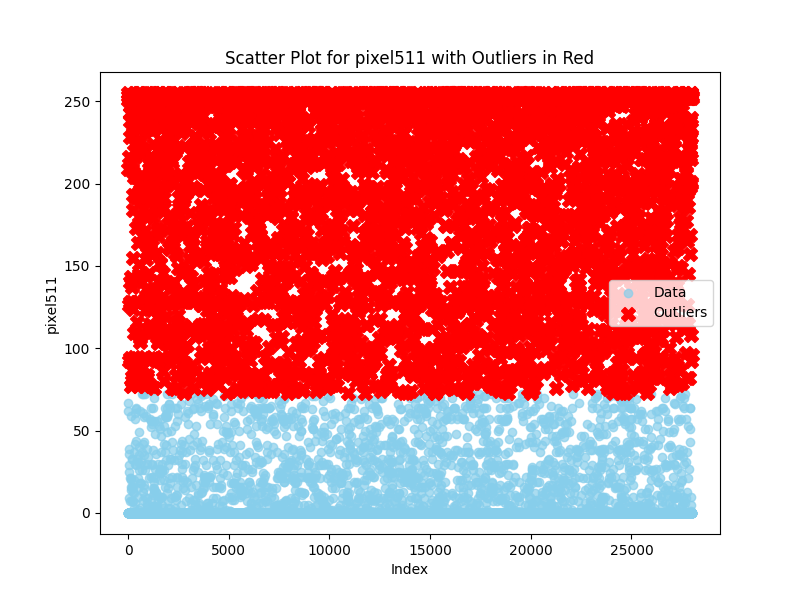 Scatter Plot for pixel511 with Outliers in Red
250
200
150
100
50
0
pixel511
Data
Outliers
0 5000 10000 15000 20000 25000
Index